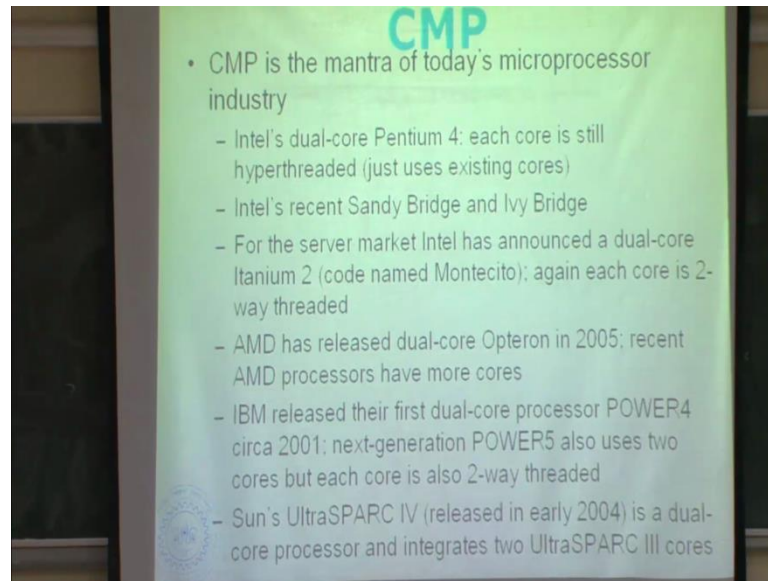 CMP
• CMP is the mantra of today's microprocessor
industry
– Intel's dual-core Pentium 4: each core is still
hyperthreaded (just uses existing cores)
– Intel's recent Sandy Bridge and Ivy Bridge
– For the server market Intel has announced a dual-core
Itanium 2 (code named Montecito): again each core is 2-
way threaded
– AMD has released dual-core Opteron in 2005: recent
AMD processors have more cores
– IBM released their first dual-core processor POWER4
circa 2001: next-generation POWER5 also uses two
cores but each core is also 2-way threaded
– Sun's UltraSPARC IV (released in early 2004) is a dual-
core processor and integrates two UltraSPARC III cores